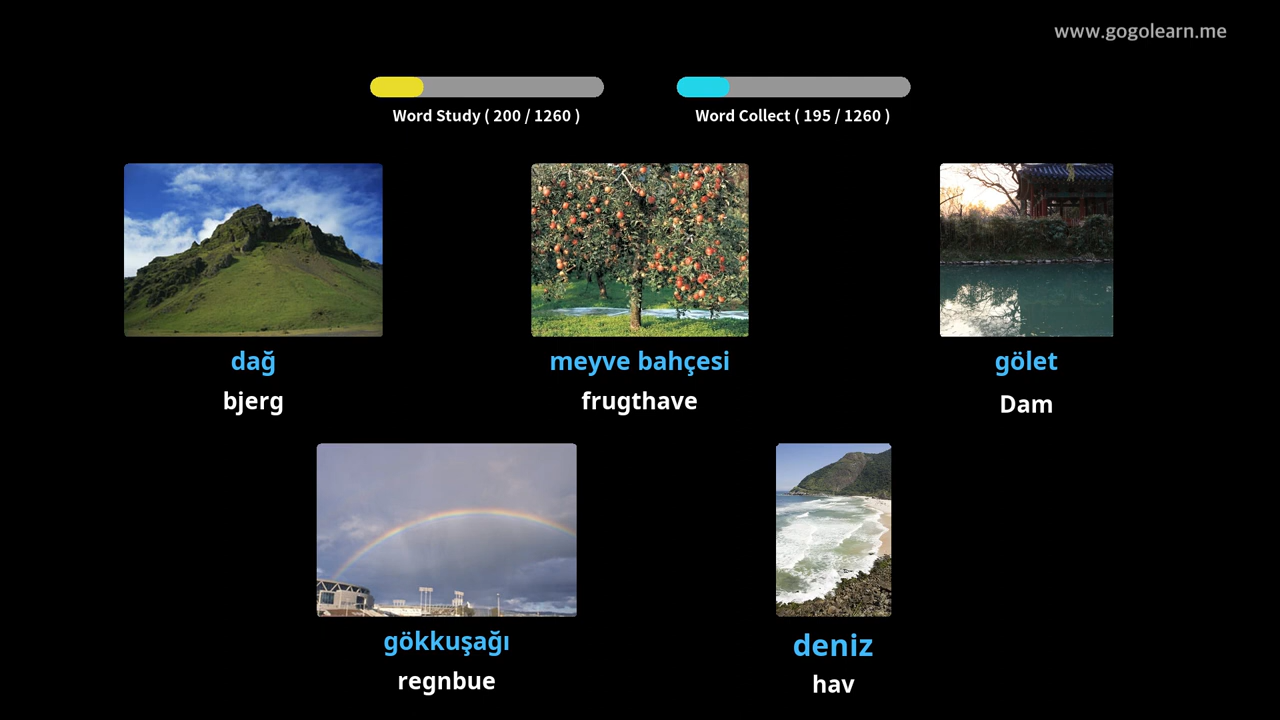 www.gogolearn.me
Word Study ( 200 / 1260 )
Word Collect ( 195 / 1260 )
dağ
bjerg
meyve bahçesi
frugthave
gölet
Dam
gökkuşağı
regnbue
deniz
hav